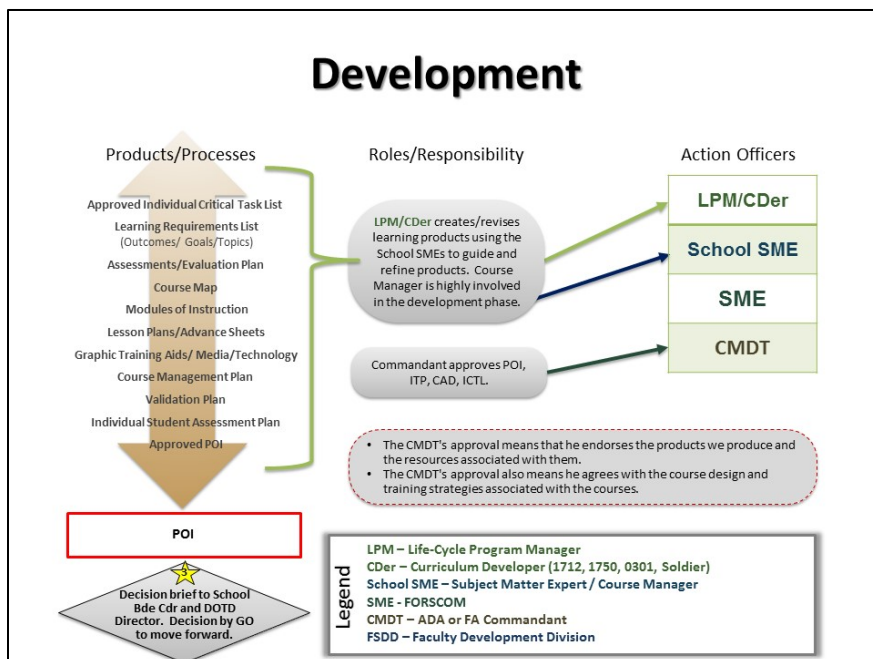 Development
Products/Processes
Approved Individual Critical Task List
Learning Requirements List
(Outcomes/ Goals/Topics)
Assessments/Evaluation Plan
Course Map
Modules of Instruction
Lesson Plans/Advance Sheets
Graphic Training Aids/ Media/Technology
Course Management Plan
Validation Plan
Individual Student Assessment Plan
Approved POI
POI
3
Decision brief to School
Bde Cdr and DOTD
Director. Decision by GO
to move forward.
Roles/Responsibility
LPM/CDer creates/revises
learning products using the
School SMEs to guide and
refine products. Course
Manager is highly involved
in the development phase.
Commandant approves POI,
ITP, CAD, ICTL.
Action Officers
LPM/CDer
School SME
SME
CMDT
• The CMDT's approval means that he endorses the products we produce and
the resources associated with them.
• The CMDT's approval also means he agrees with the course design and
training strategies associated with the courses.
Legend
LPM – Life-Cycle Program Manager
CDer – Curriculum Developer (1712, 1750, 0301, Soldier)
School SME – Subject Matter Expert / Course Manager
SME - FORSCOM
CMDT – ADA or FA Commandant
FSDD – Faculty Development Division